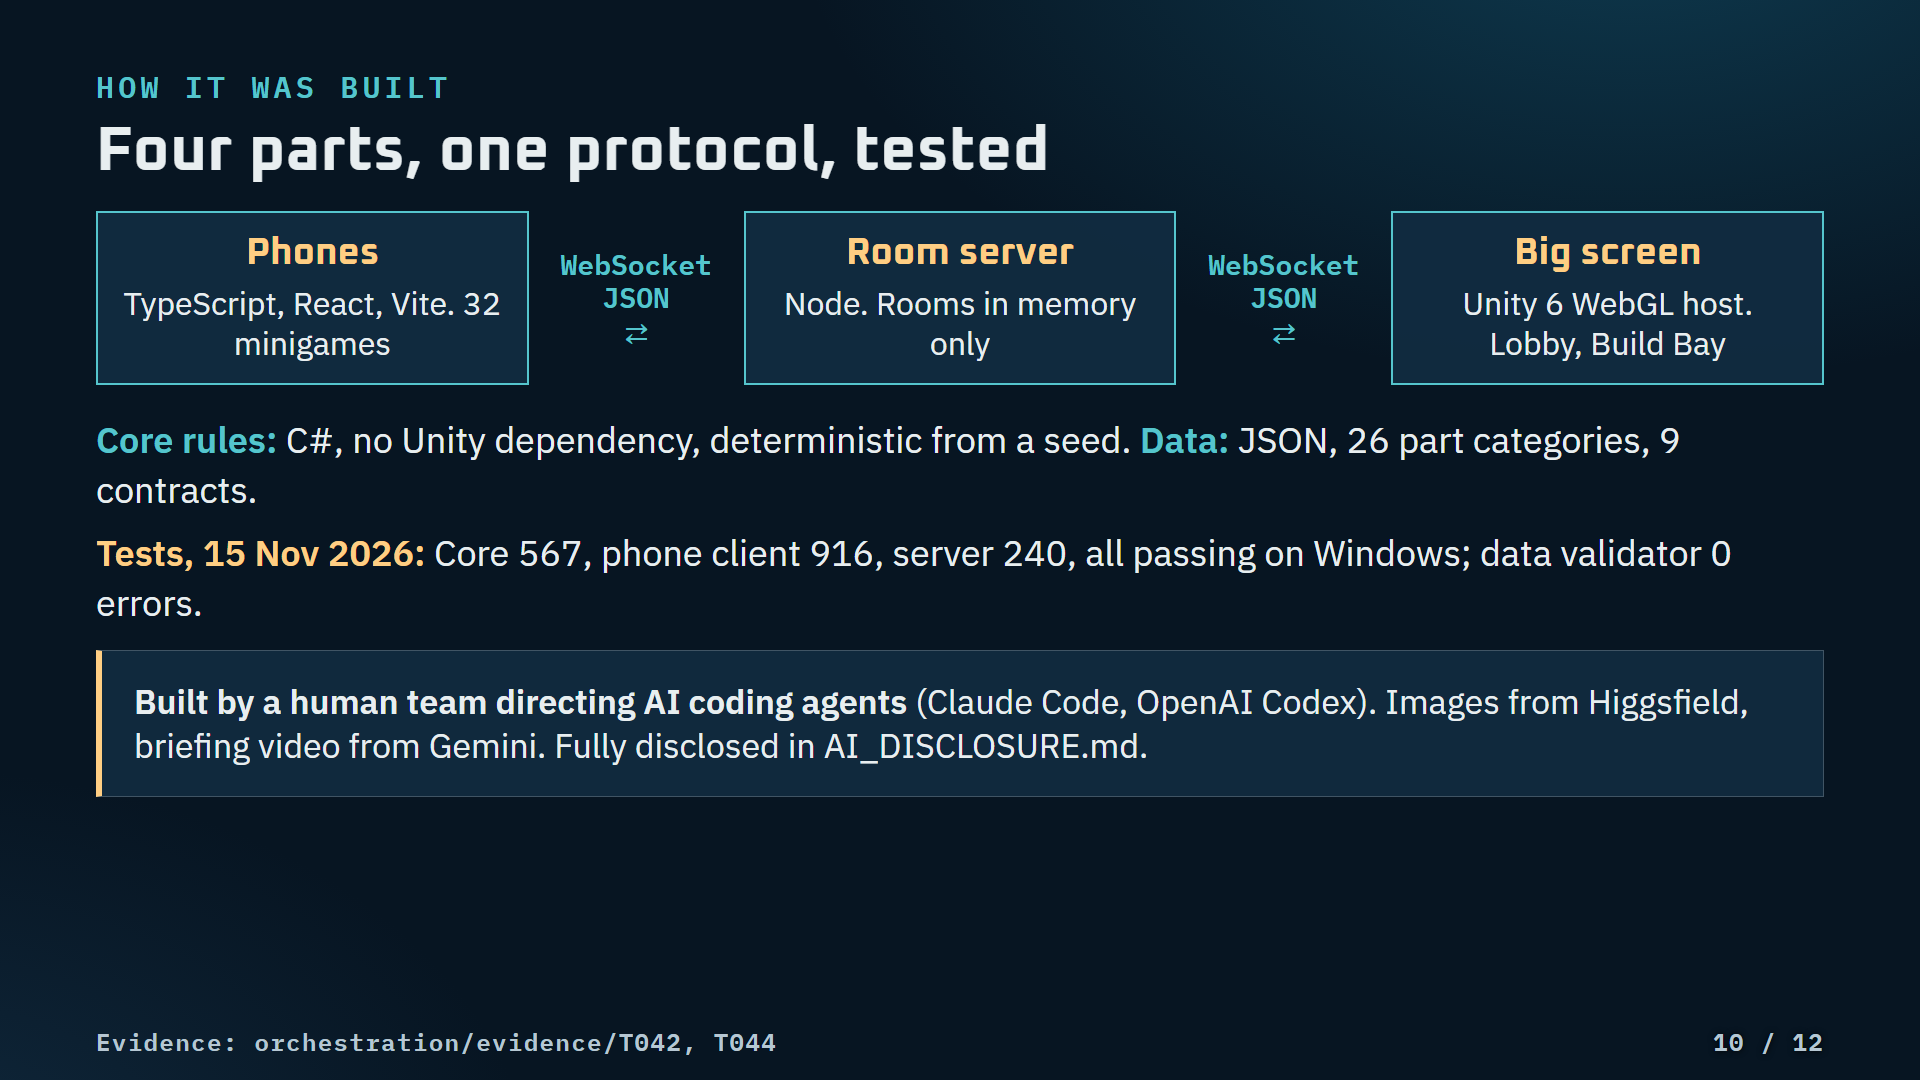 HOW IT WAS BUILT
Four parts, one protocol, tested
Phones
TypeScript, React, Vite. 32
minigames
WebSocket
JSON
⇄
Room server
Node. Rooms in memory
only
WebSocket
JSON
⇄
Big screen
Unity 6 WebGL host.
Lobby, Build Bay
Core rules: C#, no Unity dependency, deterministic from a seed. Data: JSON, 26 part categories, 9
contracts.
Tests, 15 Nov 2026: Core 567, phone client 916, server 240, all passing on Windows; data validator 0
errors.
Built by a human team directing AI coding agents (Claude Code, OpenAI Codex). Images from Higgsfield,
briefing video from Gemini. Fully disclosed in AI_DISCLOSURE.md.
Evidence: orchestration/evidence/T042, T044
10 / 12